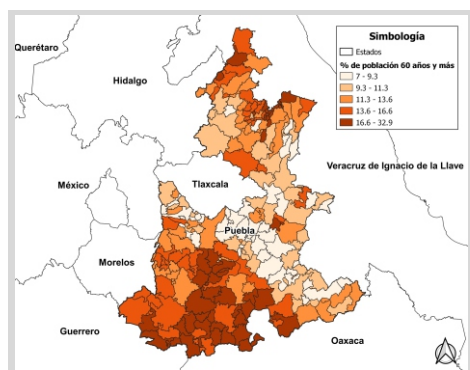 Simbología
Estados
% de población 60 años y más
7 - 9.3
9.3 - 11.3
11.3 - 13.6
13.6 - 16.6
16.6 - 32.9
Querétaro
Hidalgo
Veracruz de Ignacio de la Llave
México
Tlaxcala
Puebla
Morelos
Guerrero
Oaxaca